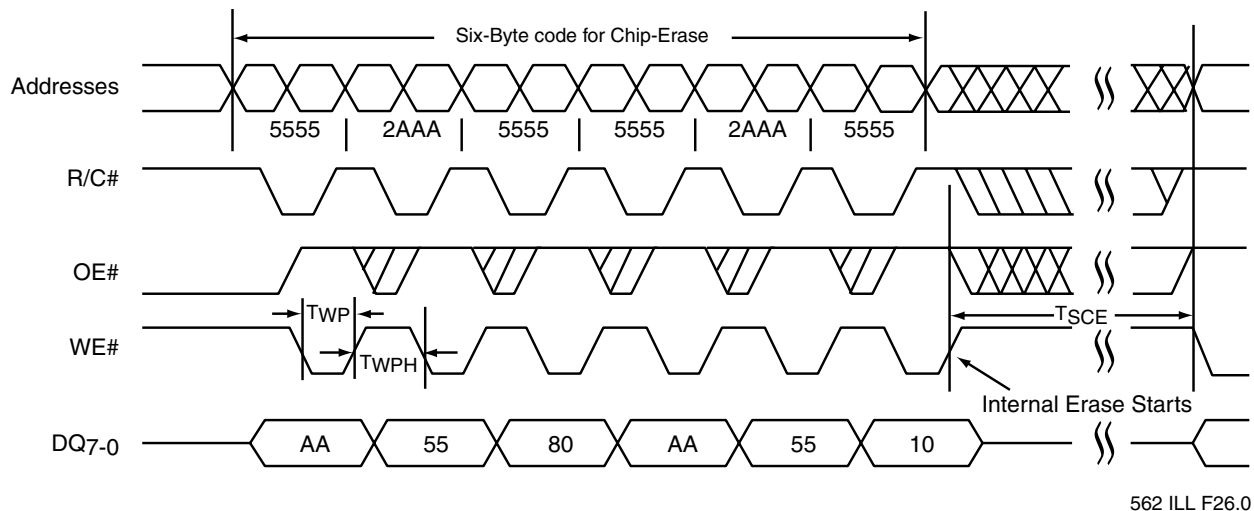 Six-Byte code for Chip-Erase
Addresses
5555 2AAA 5555 5555 2AAA 5555
R/C#
OE#
TWP
TSCE
WE#
TWPH
Internal Erase Starts
DQ7-0
AA 55 80 AA 55 10
562 ILL F26.0